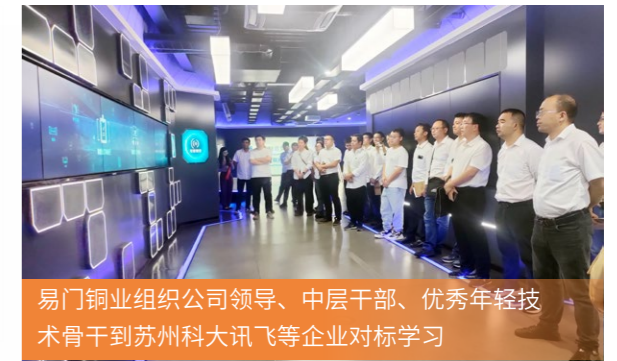 易门铜业组织公司领导、中层干部、优秀年轻技
术骨干到苏州科大讯飞等企业对标学习